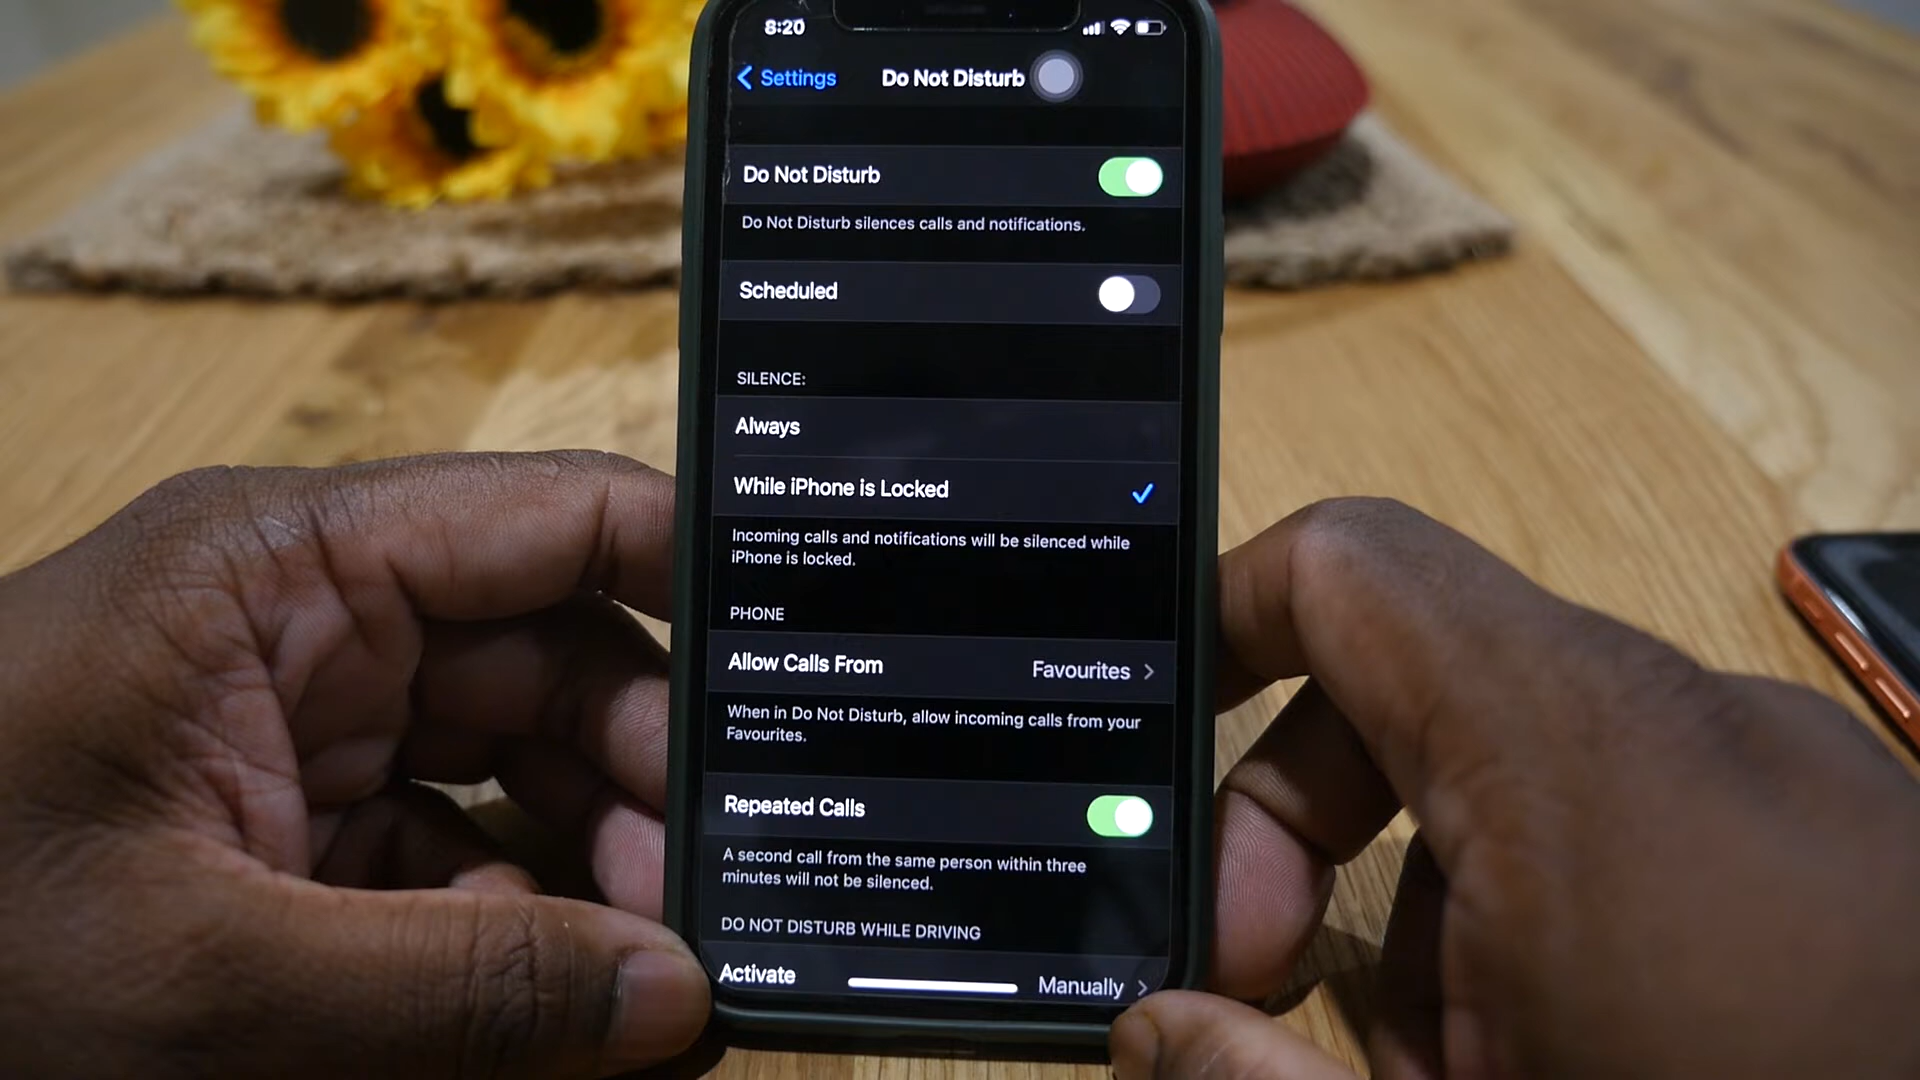 8:20
Settings
Do Not Disturb
Do Not Disturb
Do Not Disturb silences calls and notifications.
Scheduled
SILENCE:
Always
While iPhone is Locked
Incoming calls and notifications will be silenced while
iPhone is locked.
PHONE
Allow Calls From
Favourites
When in Do Not Disturb, allow incoming calls from your
Favourites.
Repeated Calls
A second call from the same person within three
minutes will not be silenced.
DO NOT DISTURB WHILE DRIVING
Activate
Manually